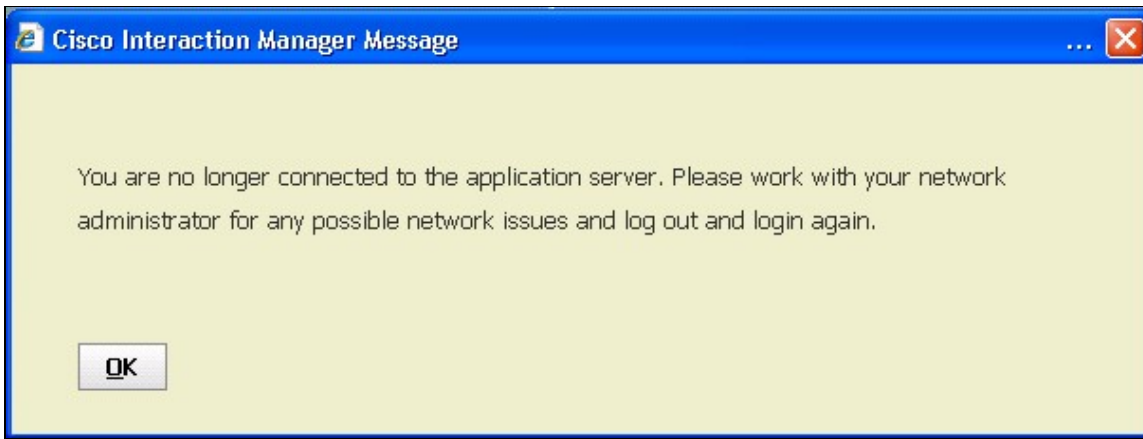 Cisco Interaction Manager Message ...
You are no longer connected to the application server. Please work with your network
administrator for any possible network issues and log out and login again.
OK